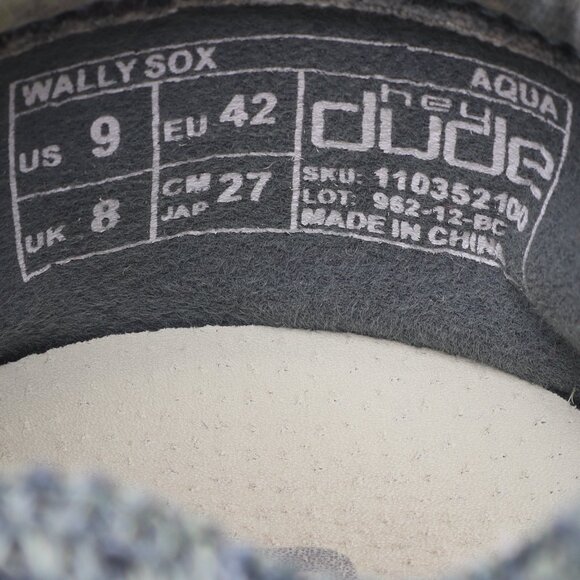 WALLY SOX
AQUA
US 9
EU 42
UK 8
CM
JAP 27
hey
dude
SKU: 110352100
LOT: 962-12-BC
MADE IN CHINA